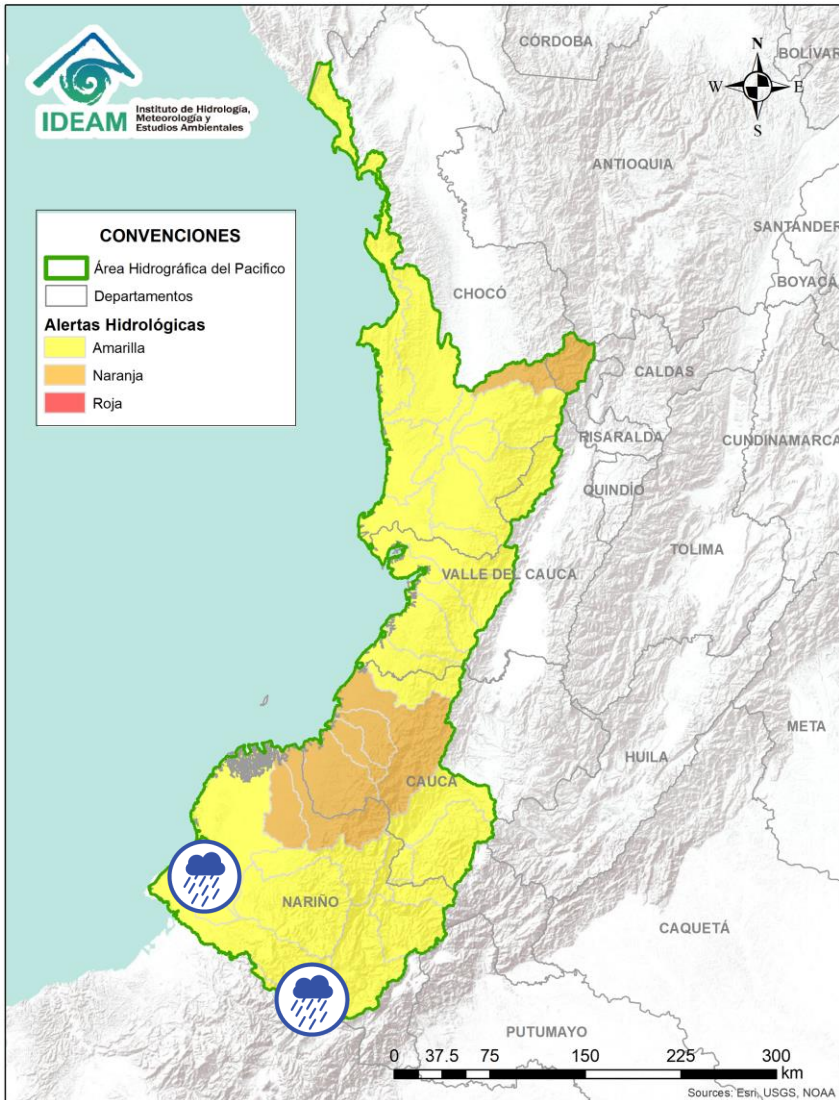 IDEAM
Instituto de Hidrología,
Meteorología y
Estudios Ambientales
CÓRDOBA
BOLÍVAR
N
W
E
S
ANTIOQUIA
SANTANDER
BOYACÁ
CONVENCIONES
Área Hidrográfica del Pacifico
Departamentos
Alertas Hidrológicas
Amarilla
Naranja
Roja
CHOCÓ
CALDAS
RISARALDA
CUNDINAMARCA
QUINDÍO
TOLIMA
VALLE DEL CAUCA
META
HUILA
CAUCA
NARIÑO
CAQUETÁ
PUTUMAYO
0 37.5 75 150 225 300
km
Sources: Esri, USGS, NOAA